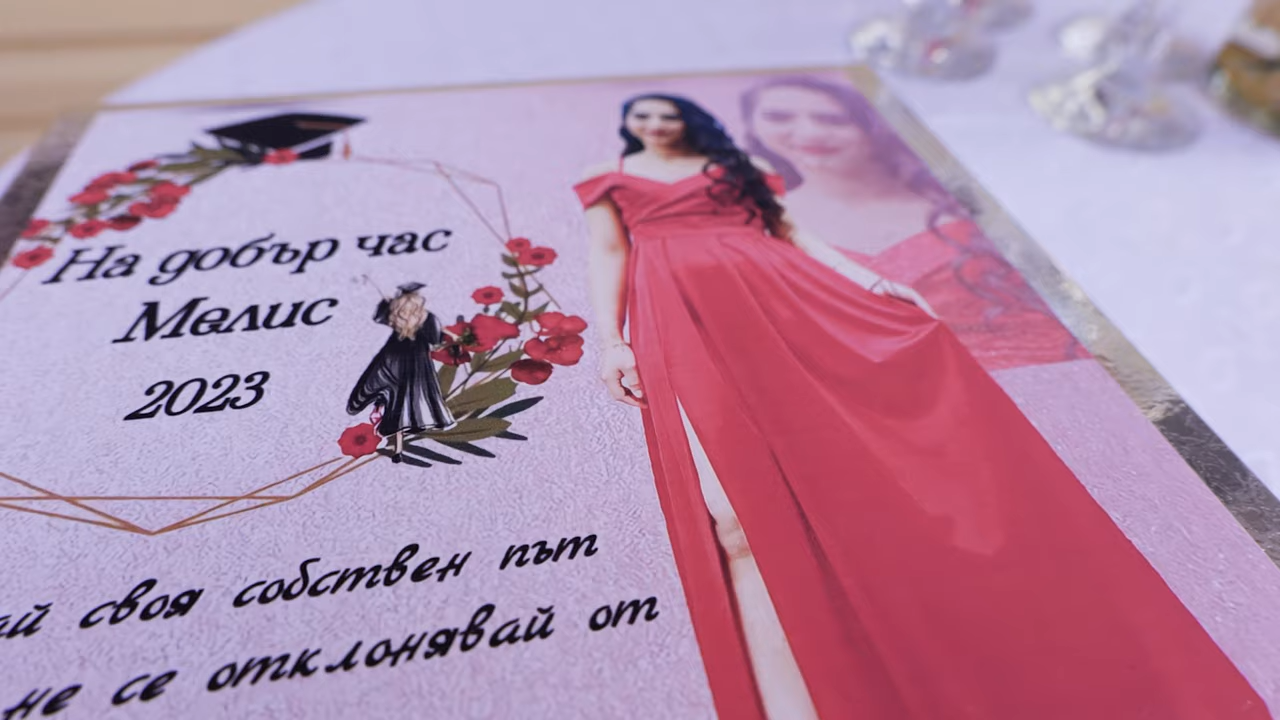 На добър час
Мелис
2023
своя собствен път
не се отклонявай от